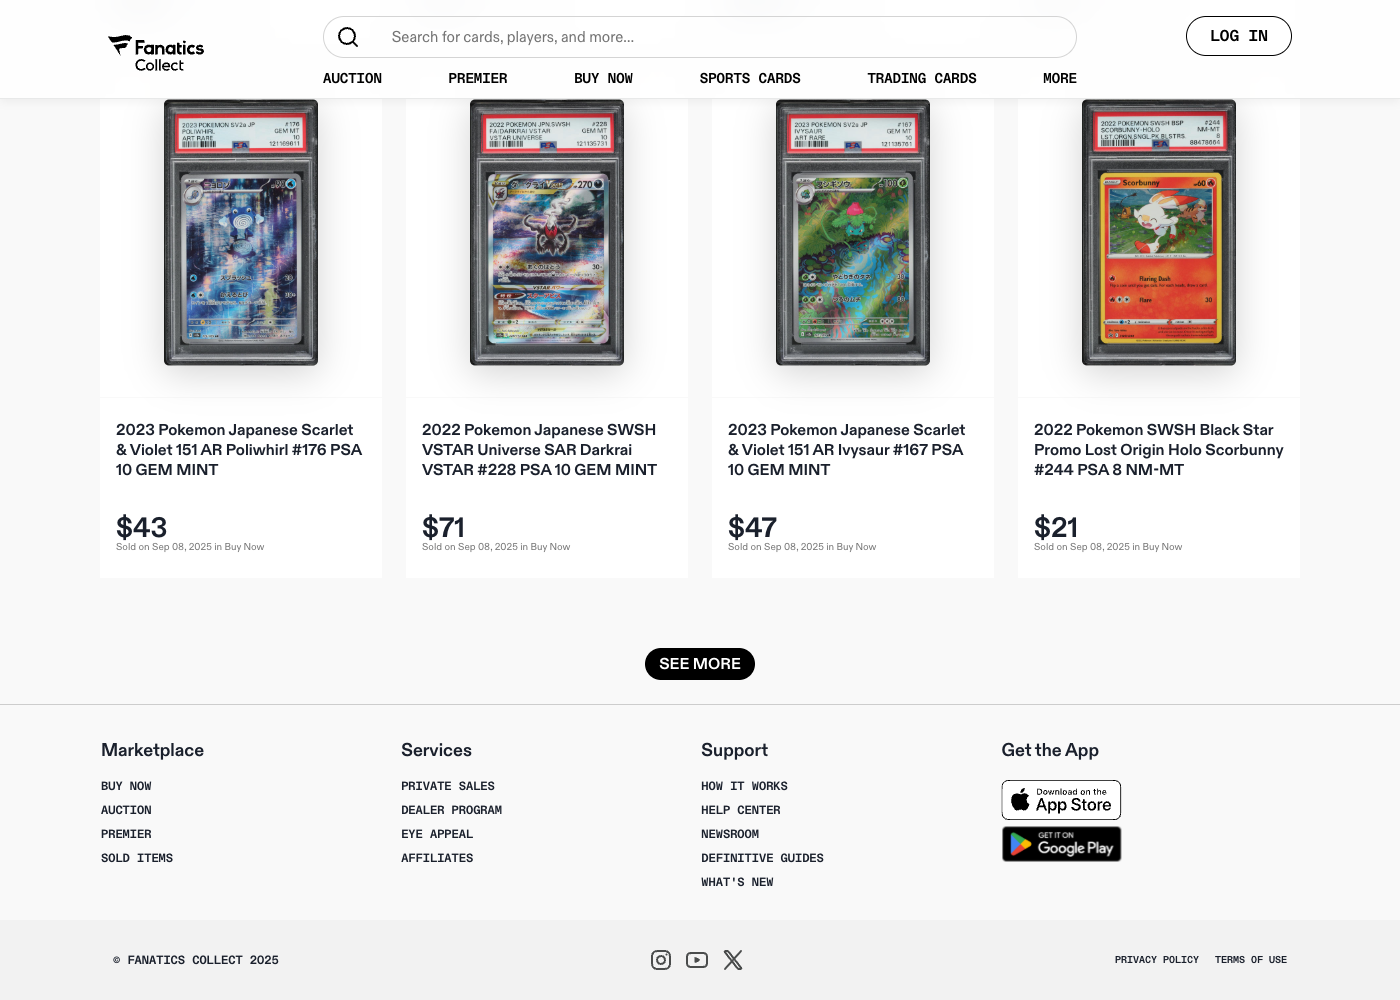 Fanatics
Collect
Search for cards, players, and more...
LOG IN
AUCTION
PREMIER
BUY NOW
SPORTS CARDS
TRADING CARDS
MORE
2023 POKEMON SV2a JP #176
POLIWHIRL GEM MT
ART RARE 10
PSA 121169811
2022 POKEMON JPN.SWSH #228
FA/DARKRAI VSTAR GEM MT
VSTAR UNIVERSE 10
PSA 121135731
2023 POKEMON SV2a JP #167
IVYSAUR GEM MT
ART RARE 10
PSA 121135761
2022 POKEMON SWSH BSP #244
SCORBUNNY-HOLO NM-MT
LST.ORGN.SNGL.PK.BLSTRS. 8
PSA 88478664
270
Scorbunny 60
Flaring Dash
Flare 30
2023 Pokemon Japanese Scarlet
& Violet 151 AR Poliwhirl #176 PSA
10 GEM MINT
$43
Sold on Sep 08, 2025 in Buy Now
2022 Pokemon Japanese SWSH
VSTAR Universe SAR Darkrai
VSTAR #228 PSA 10 GEM MINT
$71
Sold on Sep 08, 2025 in Buy Now
2023 Pokemon Japanese Scarlet
& Violet 151 AR Ivysaur #167 PSA
10 GEM MINT
$47
Sold on Sep 08, 2025 in Buy Now
2022 Pokemon SWSH Black Star
Promo Lost Origin Holo Scorbunny
#244 PSA 8 NM-MT
$21
Sold on Sep 08, 2025 in Buy Now
SEE MORE
Marketplace
BUY NOW
AUCTION
PREMIER
SOLD ITEMS
Services
PRIVATE SALES
DEALER PROGRAM
EYE APPEAL
AFFILIATES
Support
HOW IT WORKS
HELP CENTER
NEWSROOM
DEFINITIVE GUIDES
WHAT'S NEW
Get the App
Download on the
App Store
GET IT ON
Google Play
© FANATICS COLLECT 2025
PRIVACY POLICY
TERMS OF USE